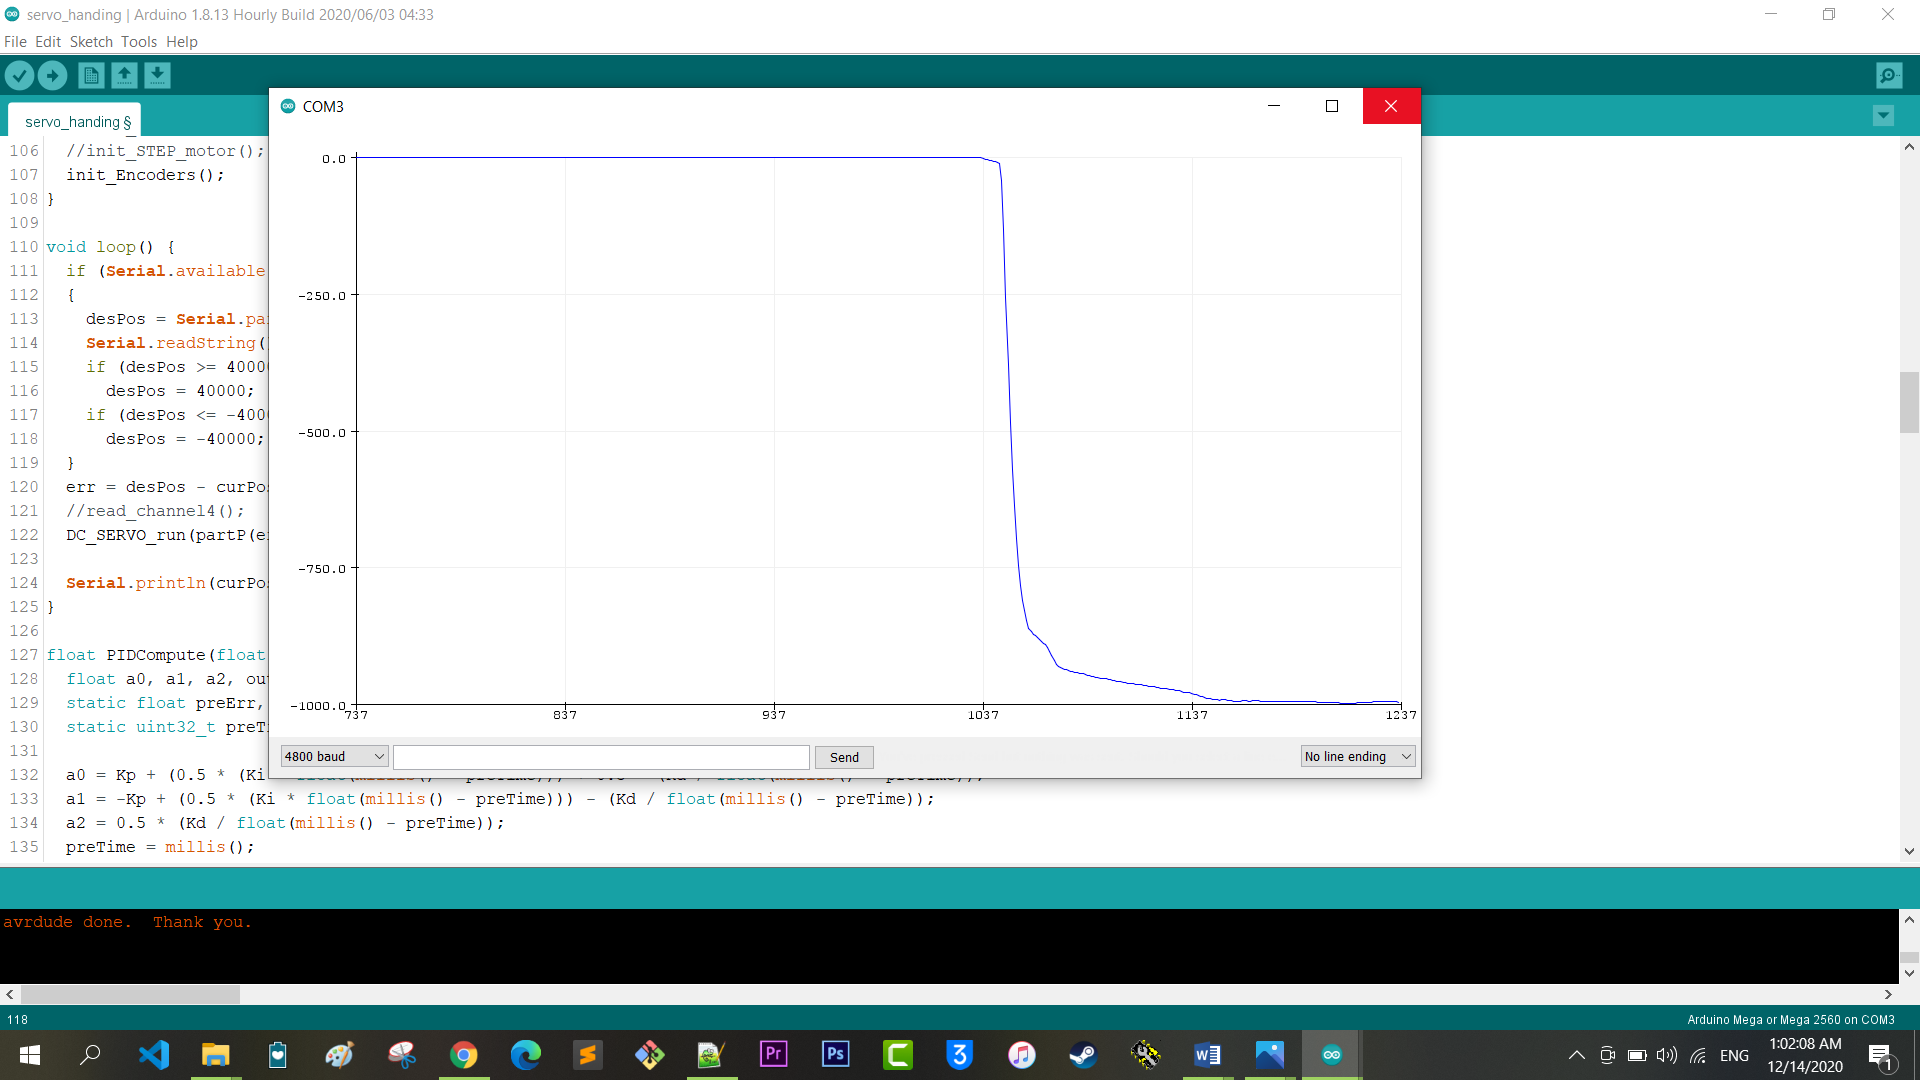 servo_handing | Arduino 1.8.13 Hourly Build 2020/06/03 04:33
File Edit Sketch Tools Help
servo_handing §
106 //init_STEP_motor();
107 init_Encoders();
108 }
109
110 void loop() {
111 if (Serial.available
112 {
113 desPos = Serial.pa
114 Serial.readString(
115 if (desPos >= 4000
116 desPos = 40000;
117 if (desPos <= -400
118 desPos = -40000;
119 }
120 err = desPos - curPo
121 //read_channel4();
122 DC_SERVO_run(partP(e
123
124 Serial.println(curPo
125 }
126
127 float PIDCompute(float
128 float a0, a1, a2, ou
129 static float preErr,
130 static uint32_t preT
131
132 a0 = Kp + (0.5 * (Ki
133 a1 = -Kp + (0.5 * (Ki * float(millis() - preTime))) - (Kd / float(millis() - preTime));
134 a2 = 0.5 * (Kd / float(millis() - preTime));
135 preTime = millis();
COM3
0.0
-250.0
-500.0
-750.0
-1000.0
737 837 937 1037 1137 1237
4800 baud Send No line ending
avrdude done.  Thank you.
118 Arduino Mega or Mega 2560 on COM3
Pr Ps C 3 W
ENG 1:02:08 AM
12/14/2020
1